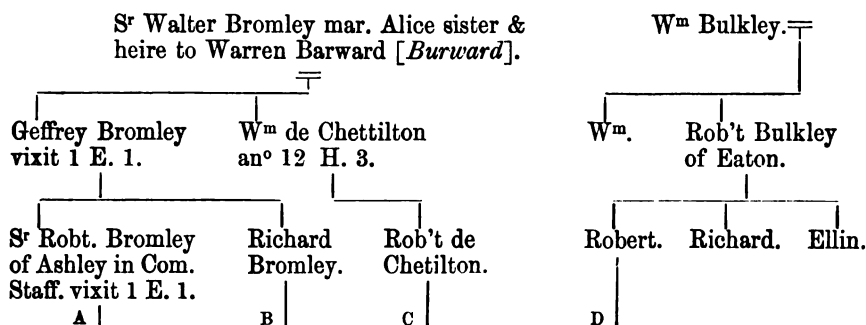 Sr Walter Bromley mar. Alice sister &
heire to Warren Barward [Burward].
Wm Bulkley.
Geffrey Bromley
vixit 1 E. 1.
Wm de Chettilton
ano 12 H. 3.
Wm.
Rob't Bulkley
of Eaton.
Sr Robt. Bromley
of Ashley in Com.
Staff. vixit 1 E. 1.
Richard
Bromley.
Rob't de
Chetilton.
Robert.
Richard.
Ellin.
A
B
C
D